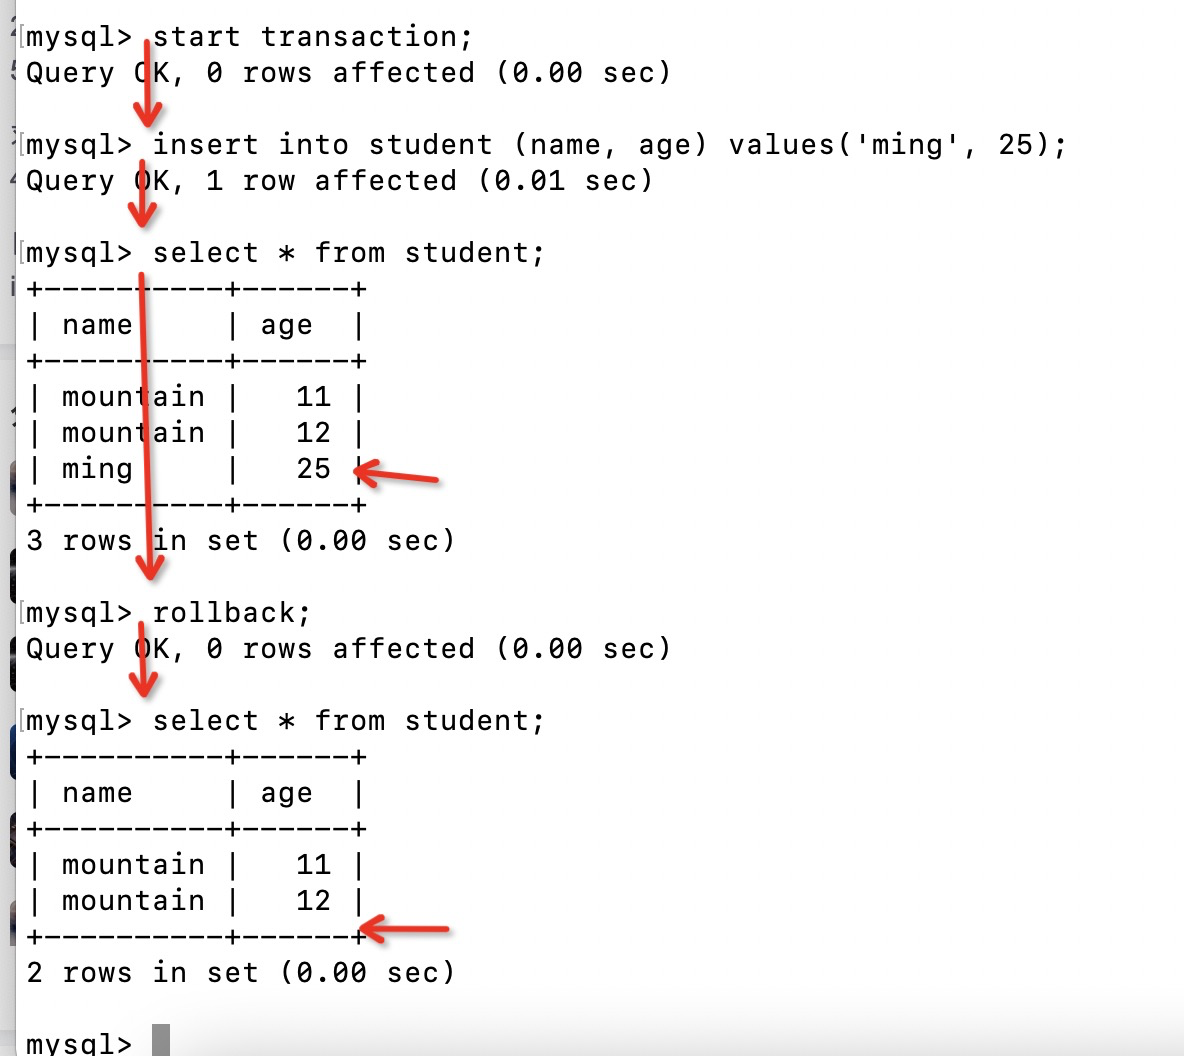 mysql> start transaction;
Query OK, 0 rows affected (0.00 sec)
mysql> insert into student (name, age) values('ming', 25);
Query OK, 1 row affected (0.01 sec)
mysql> select * from student;
+----------+------+
| name     | age  |
+----------+------+
| mountain |   11 |
| mountain |   12 |
| ming     |   25 |
+----------+------+
3 rows in set (0.00 sec)
mysql> rollback;
Query OK, 0 rows affected (0.00 sec)
mysql> select * from student;
+----------+------+
| name     | age  |
+----------+------+
| mountain |   11 |
| mountain |   12 |
+----------+------+
2 rows in set (0.00 sec)
mysql>